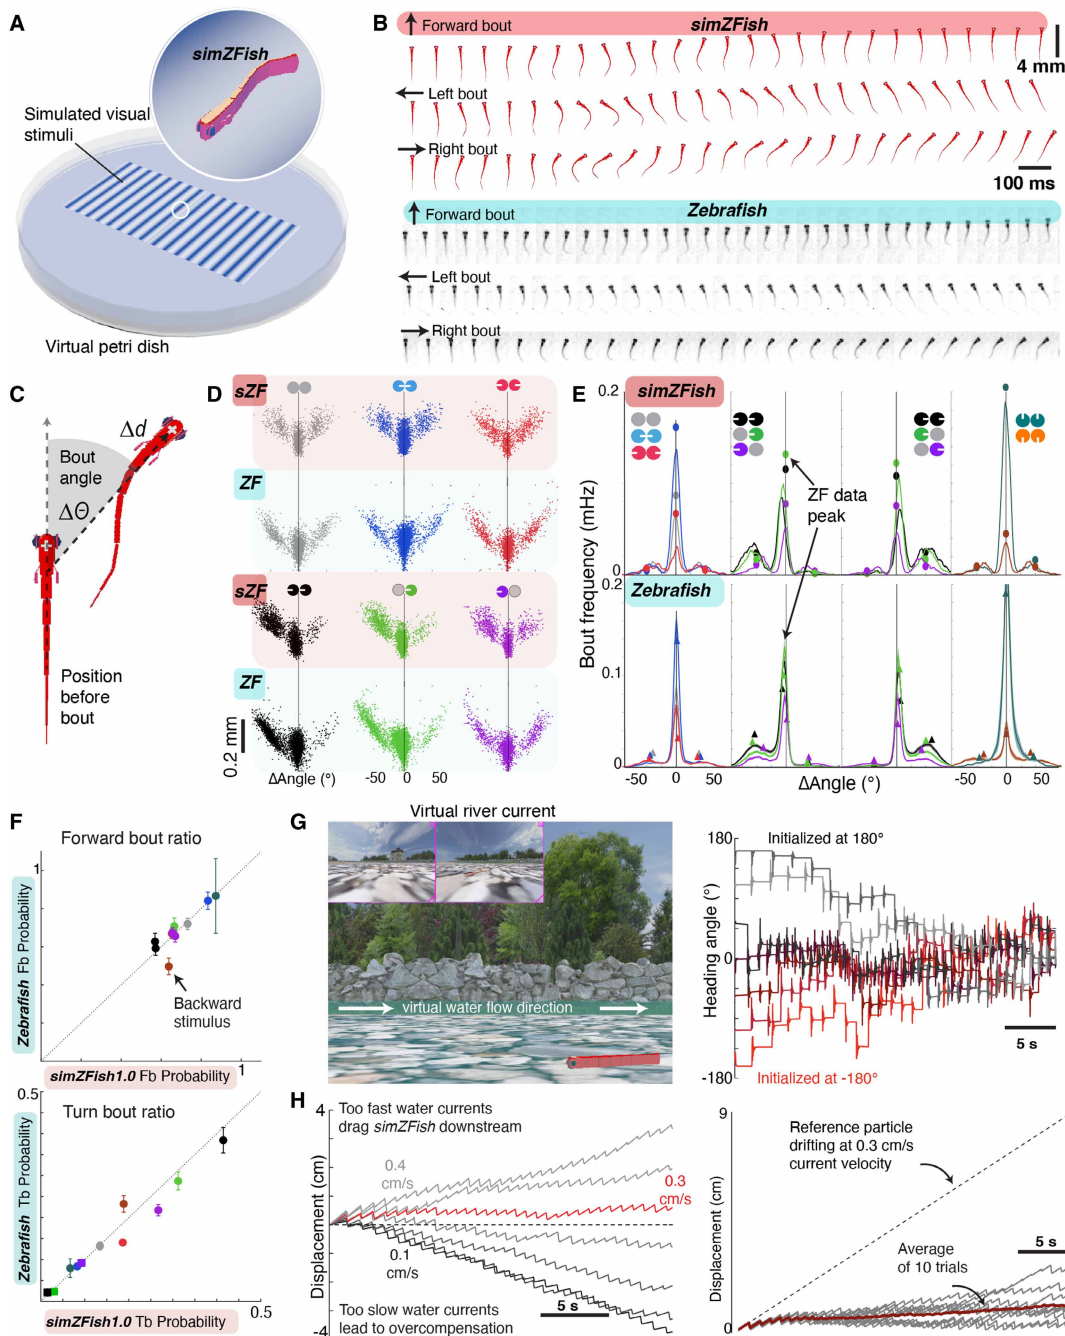 A
simZFish
Simulated visual
stimuli
Virtual petri dish
B
Forward bout
simZFish
4 mm
Left bout
Right bout
100 ms
Forward bout
Zebrafish
Left bout
Right bout
C
Δd
Bout
angle
ΔΘ
Position
before
bout
D
sZF
ZF
sZF
ZF
0.2 mm
ΔAngle (°)
-50
0
50
E
simZFish
0.2
0
ZF data
peak
Bout frequency (mHz)
Zebrafish
0.2
0.1
0
-50
0
50
ΔAngle (°)
-50
0
50
F
Forward bout ratio
1
Zebrafish Fb Probability
Backward
stimulus
1
simZFish1.0 Fb Probability
0.5
Turn bout ratio
Zebrafish Tb Probability
0.5
simZFish1.0 Tb Probability
G
Virtual river current
virtual water flow direction
180
Initialized at 180°
Heading angle (°)
0
5 s
-180
Initialized at -180°
H
4
Too fast water currents
drag simZFish downstream
0.4
cm/s
0.3
cm/s
Displacement (cm)
0.1
cm/s
Too slow water currents
lead to overcompensation
5 s
-4
9
Reference particle
drifting at 0.3 cm/s
current velocity
Displacement (cm)
5 s
Average
of 10 trials
0